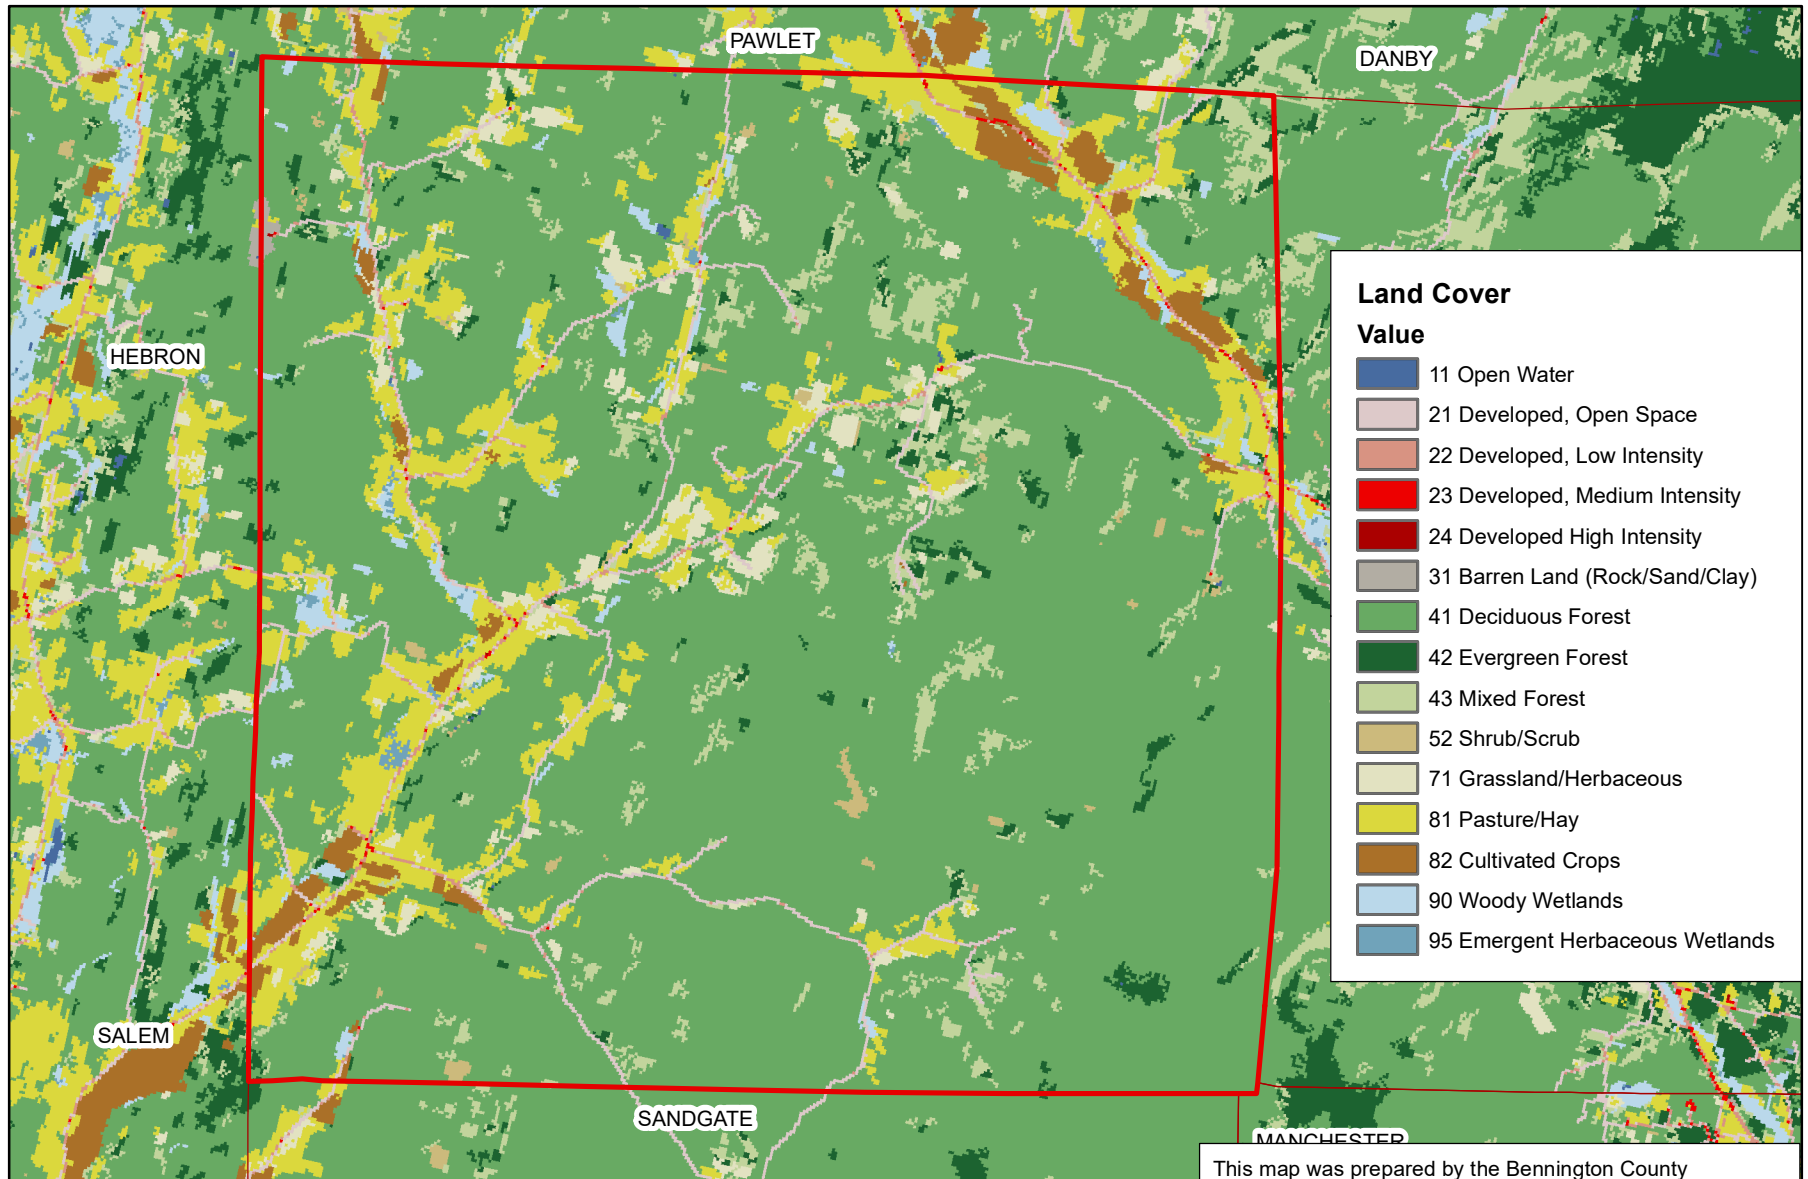 PAWLET
DANBY
HEBRON
SALEM
SANDGATE
MANCHESTER
Land Cover
Value
11 Open Water
21 Developed, Open Space
22 Developed, Low Intensity
23 Developed, Medium Intensity
24 Developed High Intensity
31 Barren Land (Rock/Sand/Clay)
41 Deciduous Forest
42 Evergreen Forest
43 Mixed Forest
52 Shrub/Scrub
71 Grassland/Herbaceous
81 Pasture/Hay
82 Cultivated Crops
90 Woody Wetlands
95 Emergent Herbaceous Wetlands
This map was prepared by the Bennington County